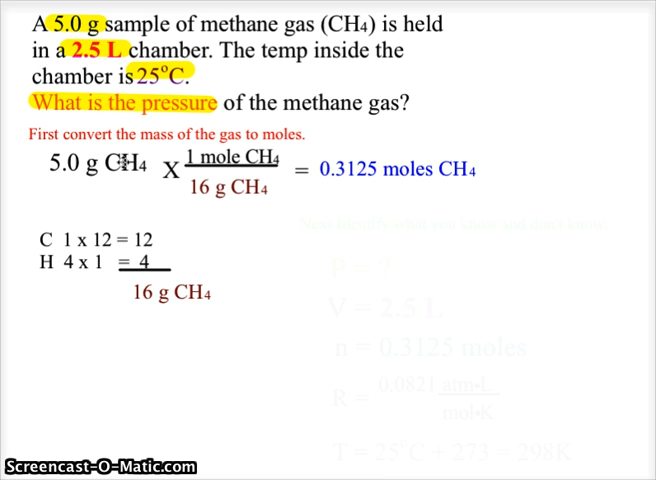 A 5.0 g sample of methane gas (CH4) is held
in a 2.5 L chamber. The temp inside the
chamber is 25°C.
What is the pressure of the methane gas?
First convert the mass of the gas to moles.
5.0 g CH4 X 1 mole CH4 = 0.3125 moles CH4
16 g CH4
C 1 x 12 = 12
H 4 x 1 = 4
16 g CH4
Next Identify what you know and don't know.
P = ?
V = 2.5 L
n = 0.3125 moles
R = 0.0821 atm•L
mol•K
T = 25°C + 273 = 298K
Screencast-O-Matic.com